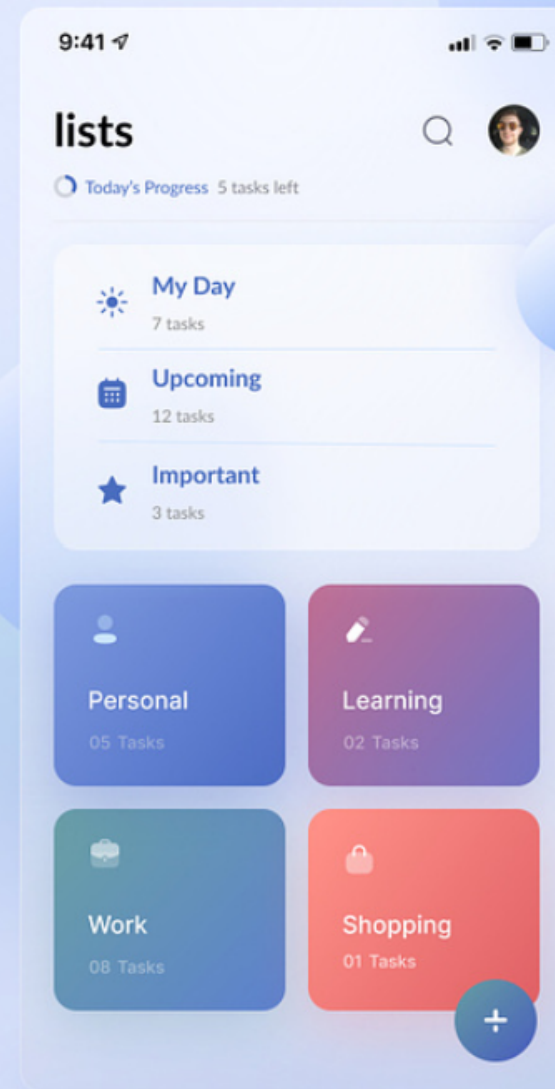 9:41
lists
Today's Progress 5 tasks left
My Day
7 tasks
Upcoming
12 tasks
Important
3 tasks
Personal
05 Tasks
Learning
02 Tasks
Work
08 Tasks
Shopping
01 Tasks